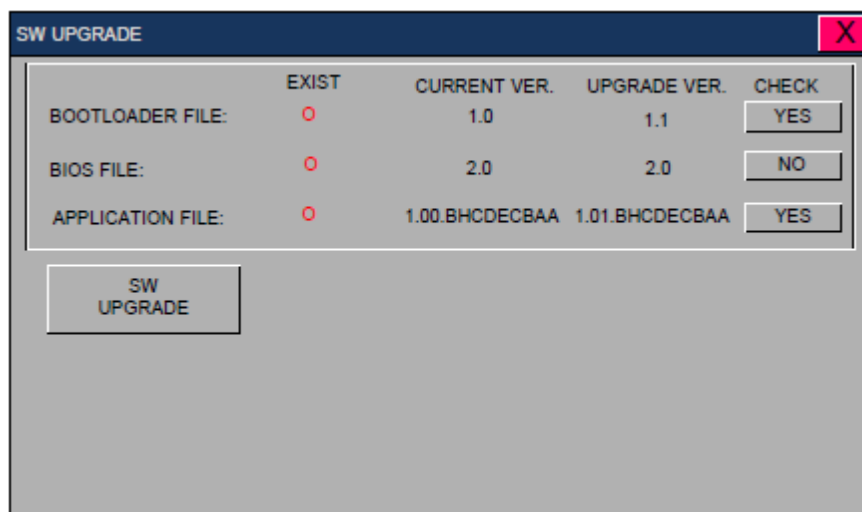 SW UPGRADE X
EXIST CURRENT VER. UPGRADE VER. CHECK
BOOTLOADER FILE: O 1.0 1.1 YES
BIOS FILE: O 2.0 2.0 NO
APPLICATION FILE: O 1.00.BHCDECBAA 1.01.BHCDECBAA YES
SW
UPGRADE